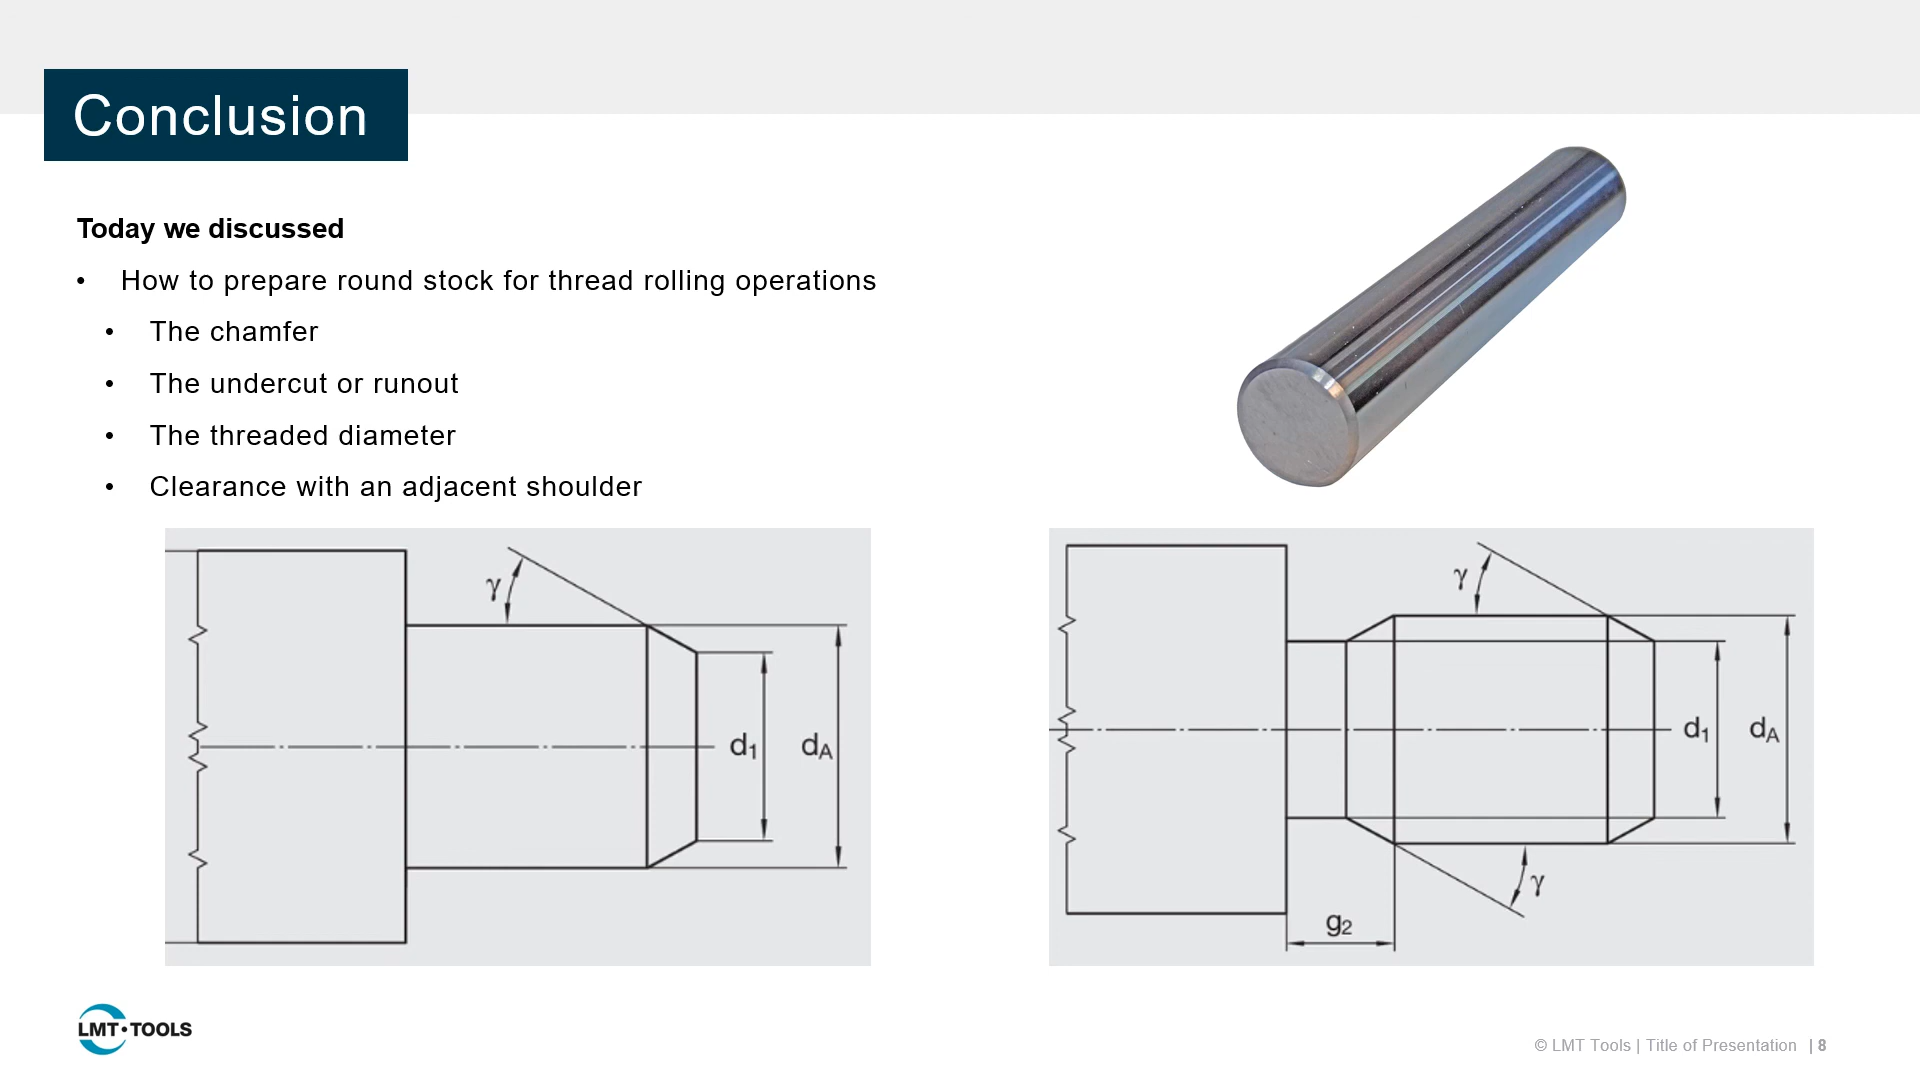 Conclusion
Today we discussed
• How to prepare round stock for thread rolling operations
• The chamfer
• The undercut or runout
• The threaded diameter
• Clearance with an adjacent shoulder
γ
d1
dA
γ
d1
dA
γ
g2
LMT·TOOLS
© LMT Tools | Title of Presentation | 8